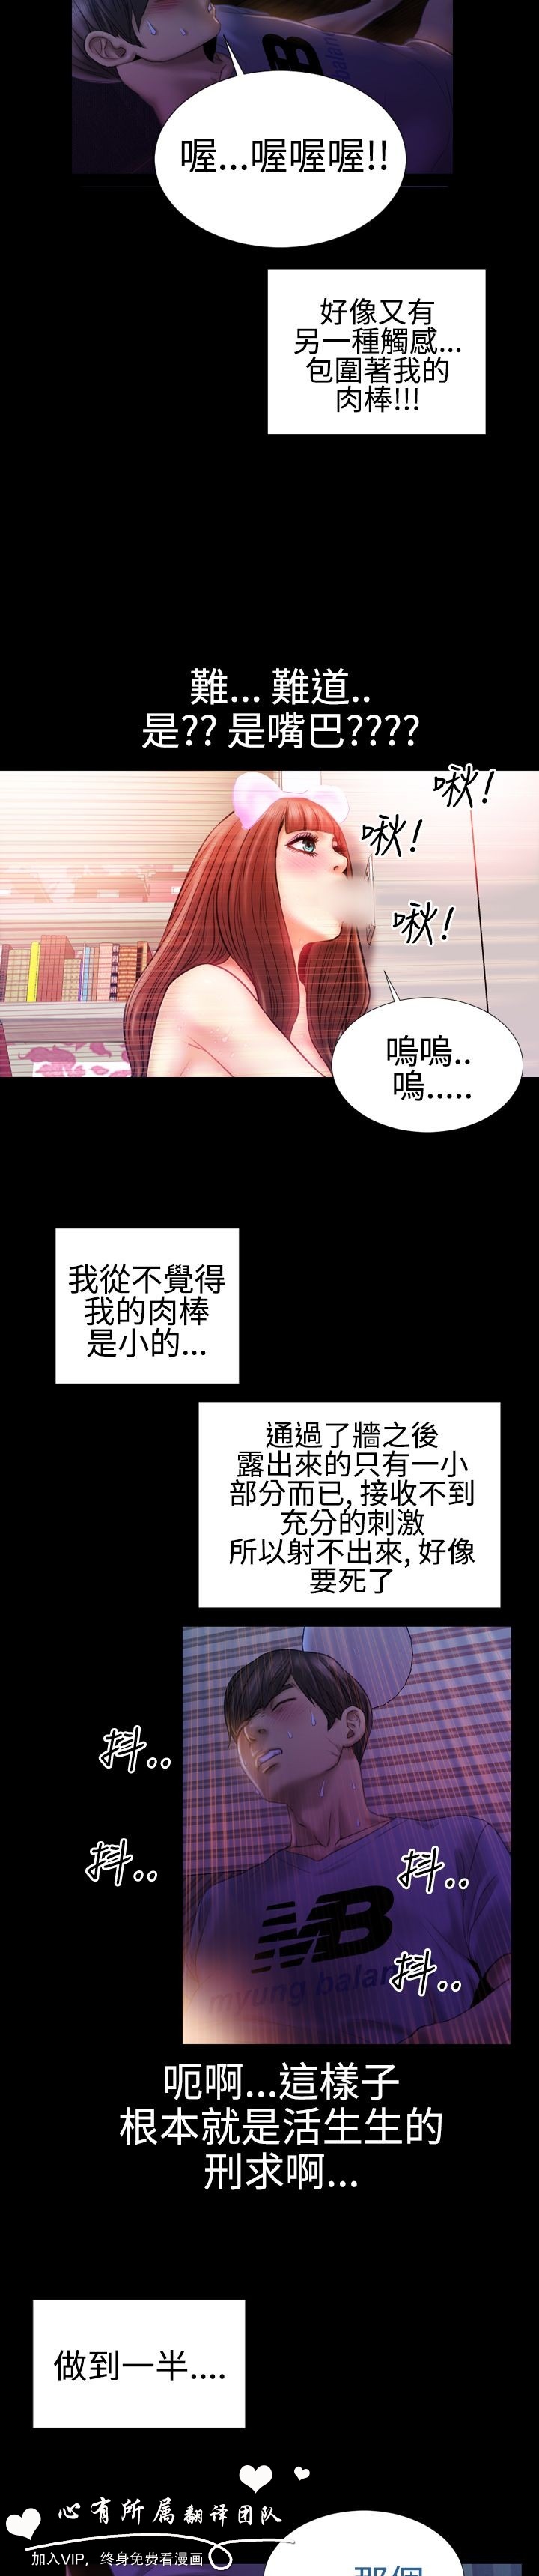 喔...喔喔喔!!
好像又有
另一種觸感...
包圍著我的
肉棒!!!
難... 難道..
是?? 是嘴巴????
啾!
啾!
啾!
嗚嗚..
嗚.....
我從不覺得
我的肉棒
是小的...
通過了牆之後
露出來的只有一小
部分而已, 接收不到
充分的刺激
所以射不出來, 好像
要死了
抖..
抖..
抖..
抖..
呃啊...這樣子
根本就是活生生的
刑求啊...
做到一半....
心有所属翻译团队
加入VIP，终身免费看漫画